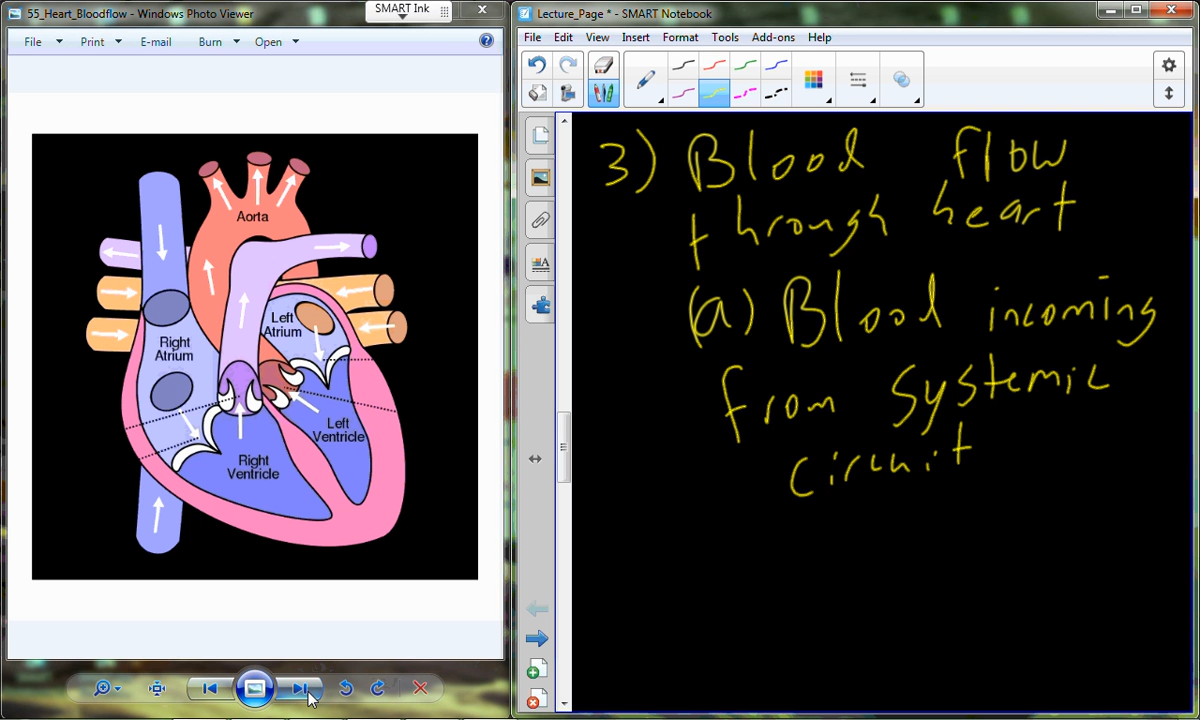 55_Heart_Bloodflow - Windows Photo Viewer
SMART Ink
File Print E-mail Burn Open
Aorta
Left
Atrium
Right
Atrium
Left
Ventricle
Right
Ventricle
Lecture_Page * - SMART Notebook
File Edit View Insert Format Tools Add-ons Help
3) Blood flow
through heart
(a) Blood incoming
from systemic
circuit